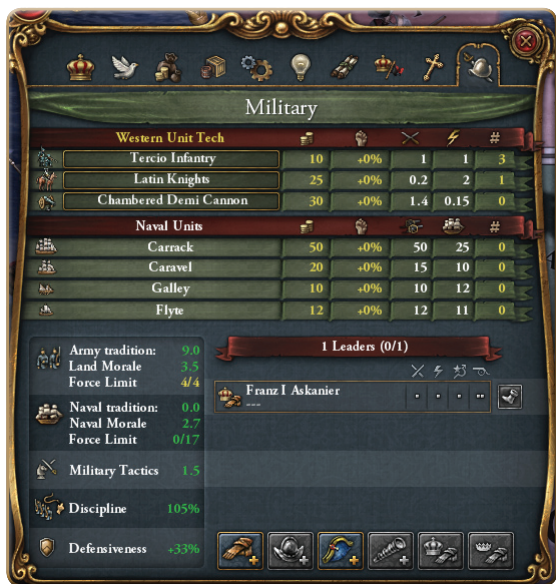 Military
Western Unit Tech #
Tercio Infantry 10 +0% 1 1 3
Latin Knights 25 +0% 0.2 2 1
Chambered Demi Cannon 30 +0% 1.4 0.15 0
Naval Units #
Carrack 50 +0% 50 25 0
Caravel 20 +0% 15 10 0
Galley 10 +0% 10 12 0
Flyte 12 +0% 12 11 0
Army tradition: 9.0
Land Morale 3.5
Force Limit 4/4
Naval tradition: 0.0
Naval Morale 2.7
Force Limit 0/17
Military Tactics 1.5
Discipline 105%
Defensiveness +33%
1 Leaders (0/1)
Franz I Askanier
---